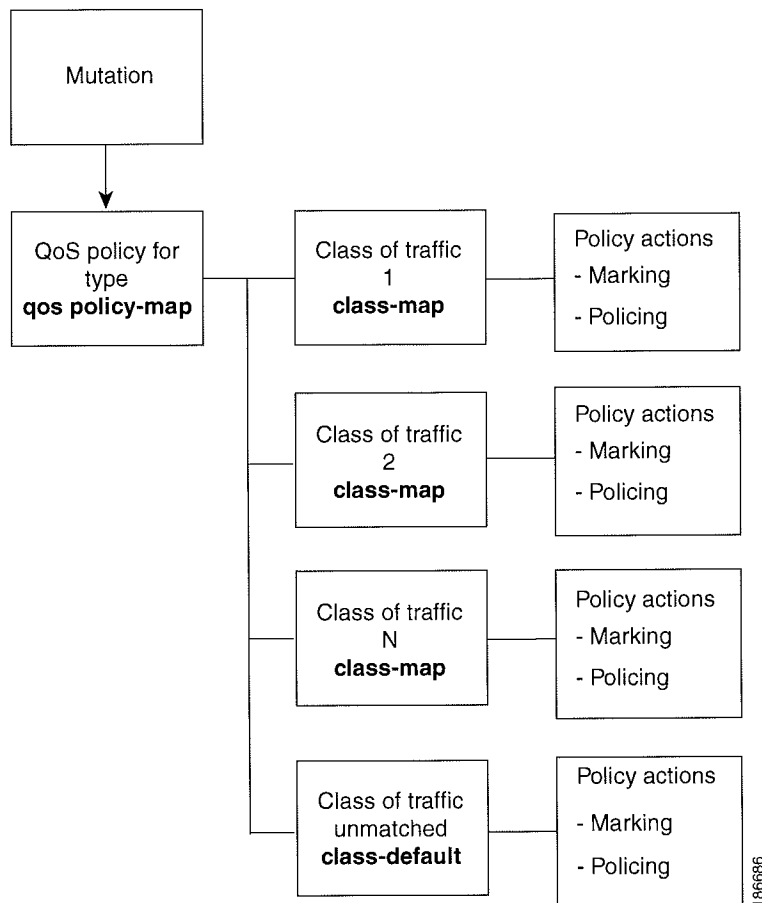 Mutation
QoS policy for
type
qos policy-map
Class of traffic
1
class-map
Policy actions
- Marking
- Policing
Class of traffic
2
class-map
Policy actions
- Marking
- Policing
Class of traffic
N
class-map
Policy actions
- Marking
- Policing
Class of traffic
unmatched
class-default
Policy actions
- Marking
- Policing
186686